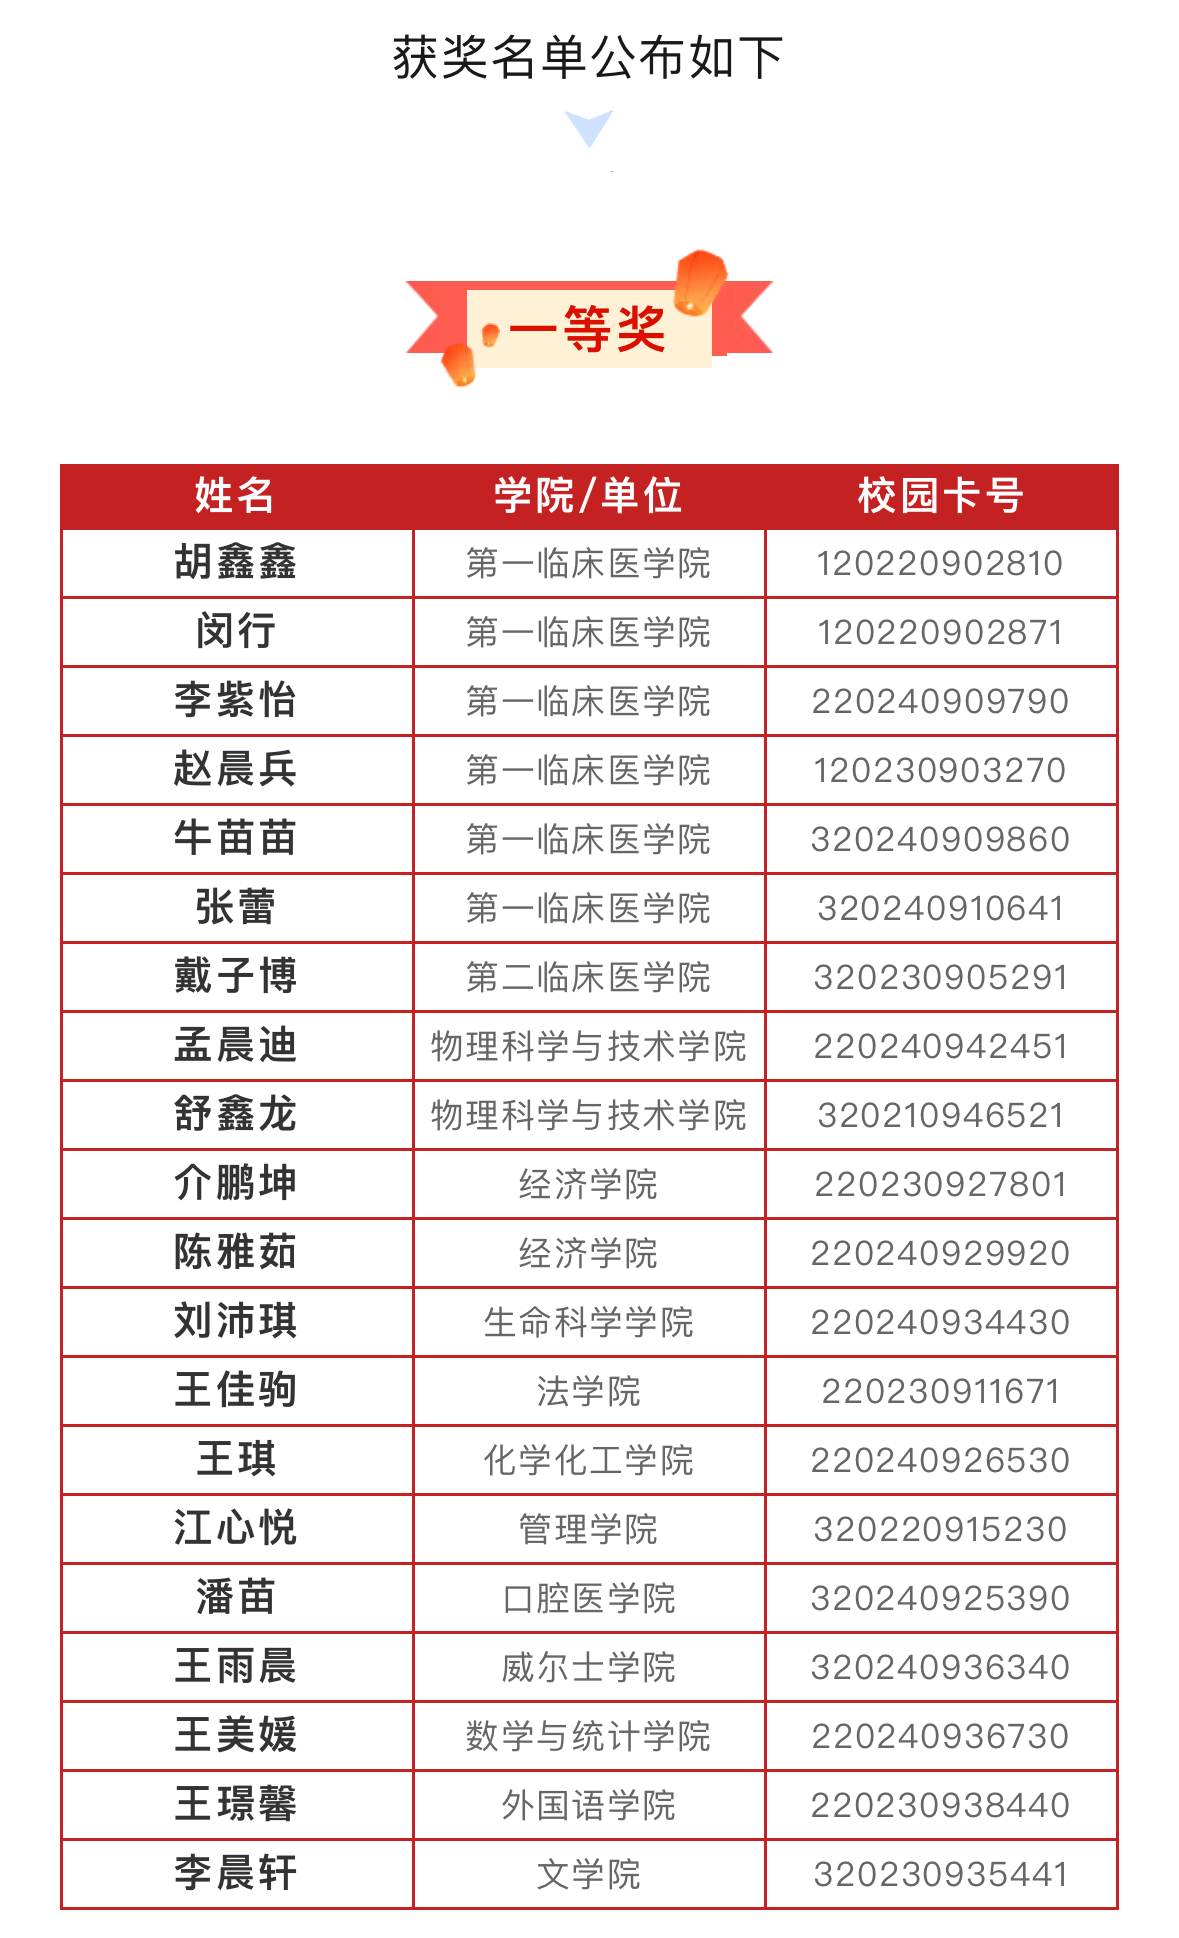 获奖名单公布如下
一等奖
姓名 学院/单位 校园卡号
胡鑫鑫 第一临床医学院 120220902810
闵行 第一临床医学院 120220902871
李紫怡 第一临床医学院 220240909790
赵晨兵 第一临床医学院 120230903270
牛苗苗 第一临床医学院 320240909860
张蕾 第一临床医学院 320240910641
戴子博 第二临床医学院 320230905291
孟晨迪 物理科学与技术学院 220240942451
舒鑫龙 物理科学与技术学院 320210946521
介鹏坤 经济学院 220230927801
陈雅茹 经济学院 220240929920
刘沛琪 生命科学学院 220240934430
王佳驹 法学院 220230911671
王琪 化学化工学院 220240926530
江心悦 管理学院 320220915230
潘苗 口腔医学院 320240925390
王雨晨 威尔士学院 320240936340
王美媛 数学与统计学院 220240936730
王璟馨 外国语学院 220230938440
李晨轩 文学院 320230935441